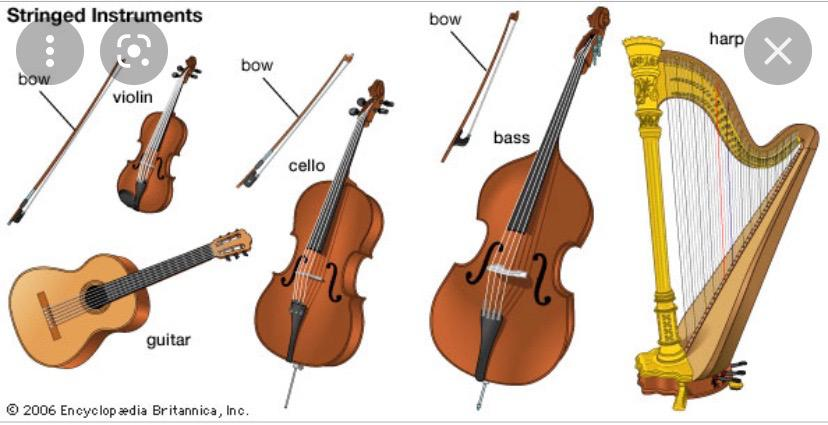 Stringed Instruments
bow
violin
bow
cello
bow
bass
harp
guitar
© 2006 Encyclopædia Britannica, Inc.